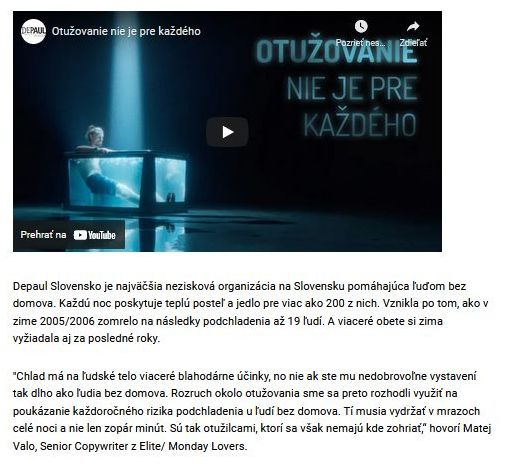 DEPAUL
Otužovanie nie je pre každého
Pozrieť nes...
Zdieľať
OTUŽOVANIE
NIE JE PRE
KAŽDÉHO
Prehrať na YouTube
Depaul Slovensko je najväčšia nezisková organizácia na Slovensku pomáhajúca ľuďom bez
domova. Každú noc poskytuje teplú posteľ a jedlo pre viac ako 200 z nich. Vznikla po tom, ako v
zime 2005/2006 zomrelo na následky podchladenia až 19 ľudí. A viaceré obete si zima
vyžiadala aj za posledné roky.
"Chlad má na ľudské telo viaceré blahodárne účinky, no nie ak ste mu nedobrovoľne vystavení
tak dlho ako ľudia bez domova. Rozruch okolo otužovania sme sa preto rozhodli využiť na
poukázanie každoročného rizika podchladenia u ľudí bez domova. Tí musia vydržať v mrazoch
celé noci a nie len zopár minút. Sú tak otužilcami, ktorí sa však nemajú kde zohriať,“ hovorí Matej
Valo, Senior Copywriter z Elite/ Monday Lovers.